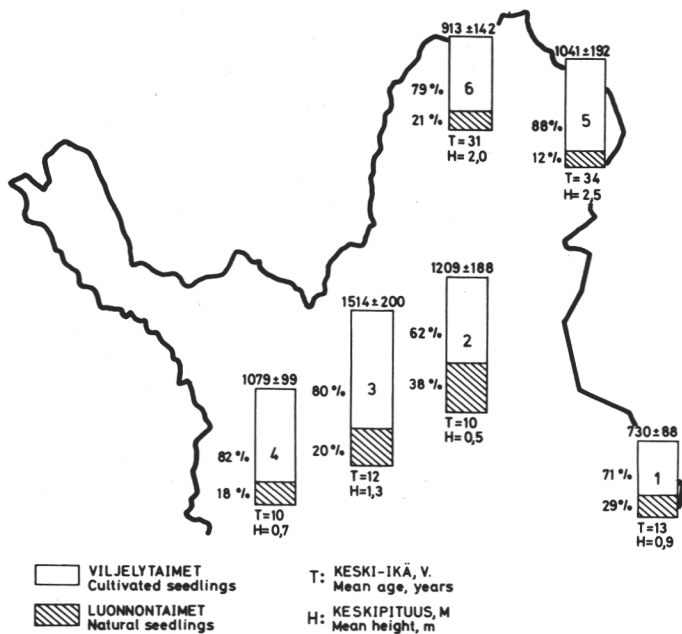 913 ±142
79 %
6
21 %
T = 31
H= 2,0
1041 ±192
88%
5
12 %
T= 34
H= 2,5
1209±188
62 %
2
38 %
T=10
H=0,5
1514±200
80 %
3
20%
T=12
H=1,3
1079±99
82 %
4
18 %
T=10
H=0,7
730±88
71 %
1
29%
T=13
H=0,9
VILJELYTAIMET
Cultivated seedlings
LUONNONTAIMET
Natural seedlings
T: KESKI-IKÄ, V.
Mean age, years
H: KESKIPITUUS, M
Mean height, m